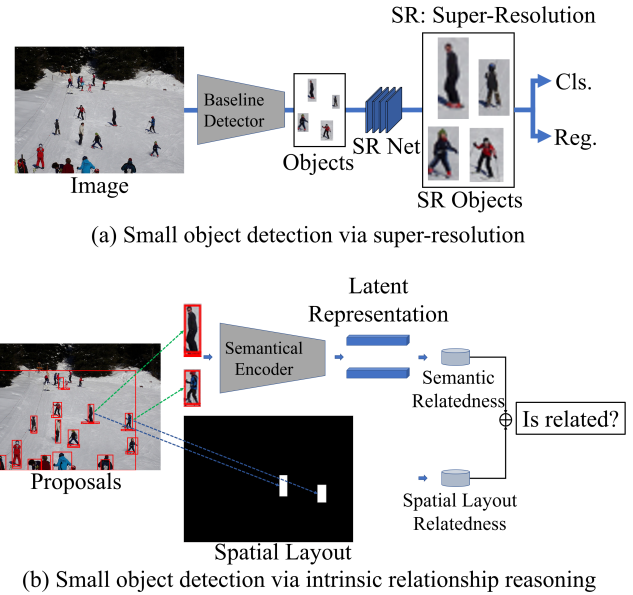 SR: Super-Resolution
Baseline
Detector
Cls.
Reg.
Image
Objects
SR Net
SR Objects
(a) Small object detection via super-resolution
Latent
Representation
Semantical
Encoder
Semantic
Relatedness
Is related?
Proposals
Spatial Layout
Spatial Layout
Relatedness
(b) Small object detection via intrinsic relationship reasoning